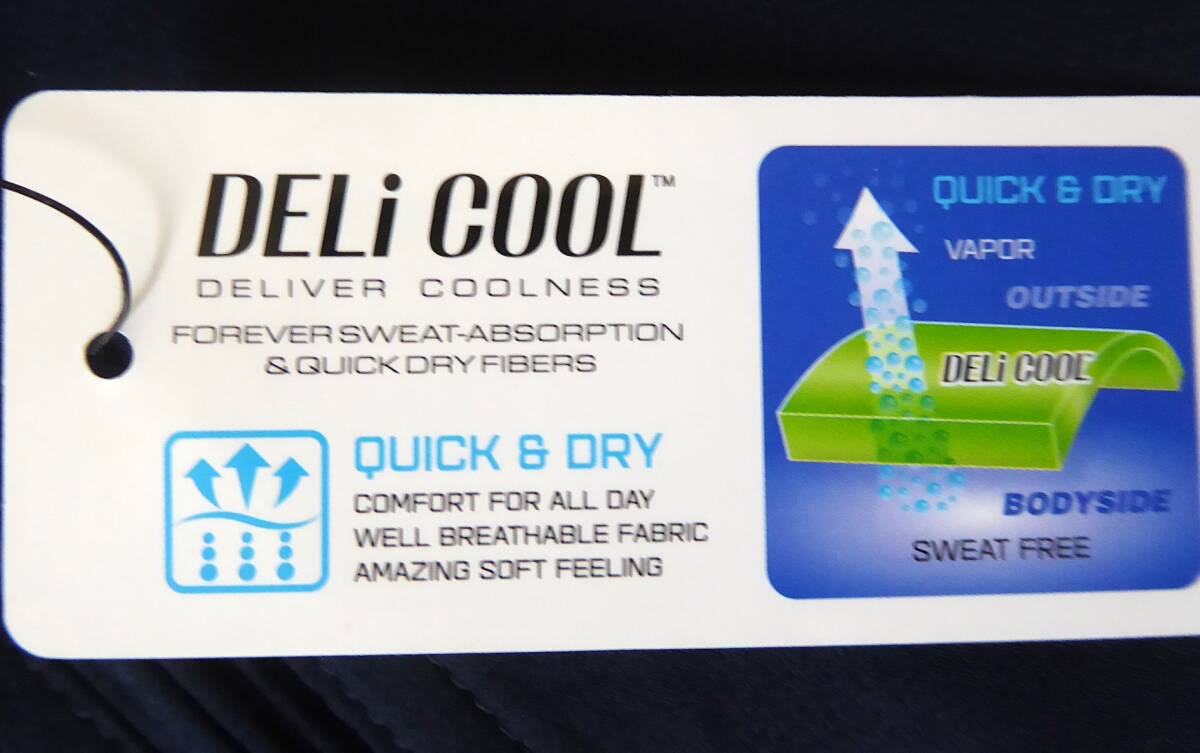 DELi COOL™
DELIVER COOLNESS
FOREVER SWEAT-ABSORPTION
& QUICK DRY FIBERS
QUICK & DRY
COMFORT FOR ALL DAY
WELL BREATHABLE FABRIC
AMAZING SOFT FEELING
QUICK & DRY
VAPOR
OUTSIDE
DELi COOL
BODYSIDE
SWEAT FREE